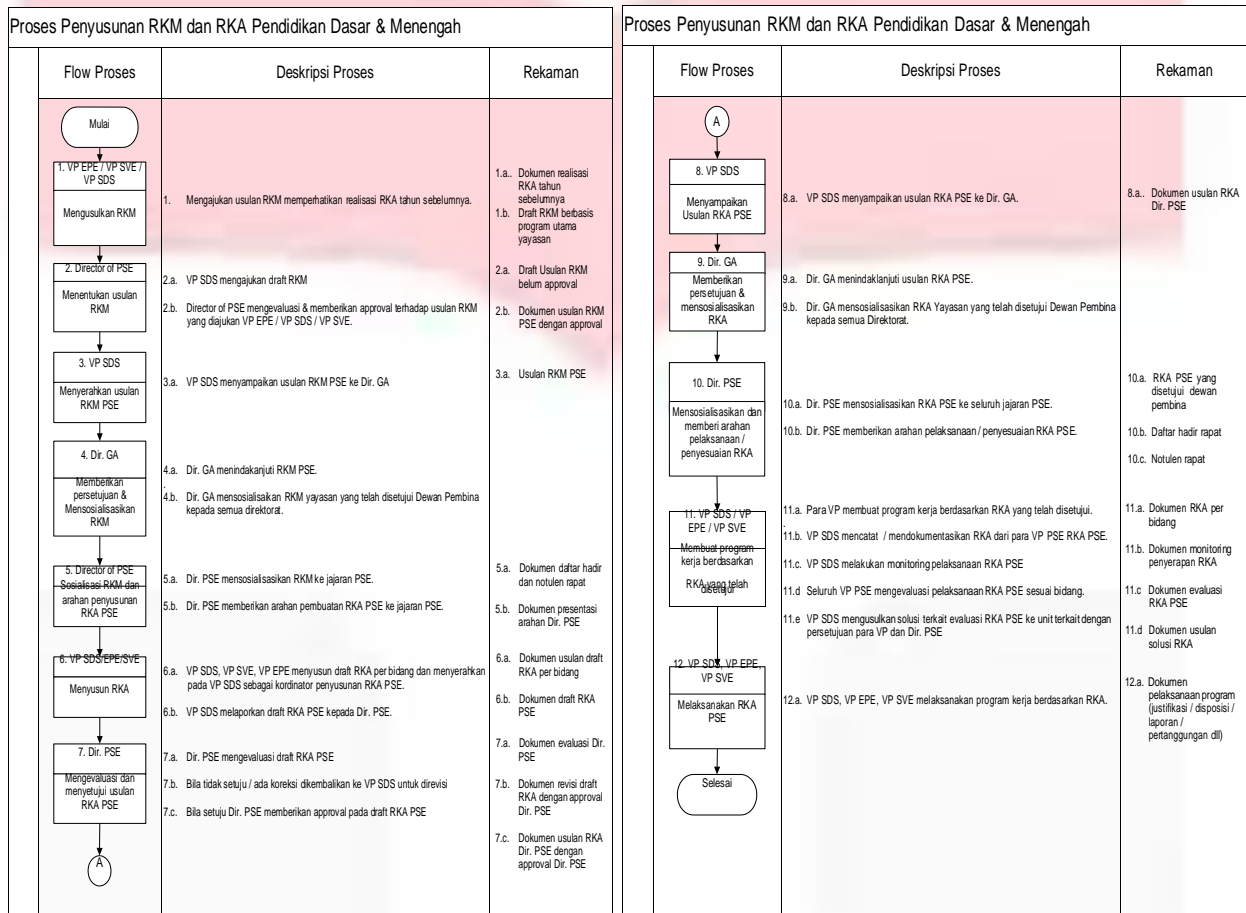 Proses Penyusunan RKM dan RKA Pendidikan Dasar & Menengah
Flow Proses
Deskripsi Proses
Rekaman
Mulai
1. VP EPE / VP SVE /
VP SDS
Mengusulkan RKM
1. Mengajukan usulan RKM memperhatikan realisasi RKA tahun sebelumnya.
1.a.. Dokumen realisasi
RKA tahun
sebelumnya
1.b. Draft RKM berbasis
program utama
yayasan
2. Director of PSE
Menentukan usulan
RKM
2.a. VP SDS mengajukan draft RKM
2.b. Director of PSE mengevaluasi & memberikan approval terhadap usulan RKM
yang diajukan VP EPE / VP SDS / VP SVE.
2.a. Draft Usulan RKM
belum approval
2.b. Dokumen usulan RKM
PSE dengan approval
3. VP SDS
Menyerahkan usulan
RKM PSE
3.a. VP SDS menyampaikan usulan RKM PSE ke Dir. GA
3.a. Usulan RKM PSE
4. Dir. GA
Memberikan
persetujuan &
Mensosialisasikan
RKM
4.a. Dir. GA menindakanjuti RKM PSE.
.
4.b. Dir. GA mensosialisaikan RKM yayasan yang telah disetujui Dewan Pembina
kepada semua direktorat.
5. Director of PSE
Sosialisasi RKM dan
arahan penyusunan
RKA PSE
5.a. Dir. PSE mensosialisasikan RKM ke jajaran PSE.
5.b. Dir. PSE memberikan arahan pembuatan RKA PSE ke jajaran PSE.
5.a. Dokumen daftar hadir
dan notulen rapat
5.b. Dokumen presentasi
arahan Dir. PSE
6. VP SDS/EPE/SVE
Menyusun RKA
6.a. VP SDS, VP SVE, VP EPE menyusun draft RKA per bidang dan menyerahkan
pada VP SDS sebagai kordinator penyusunan RKA PSE.
6.b. VP SDS melaporkan draft RKA PSE kepada Dir. PSE.
6.a. Dokumen usulan draft
RKA per bidang
6.b. Dokumen draft RKA
PSE
7. Dir. PSE
Mengevaluasi dan
menyetujui usulan
RKA PSE
7.a. Dir. PSE mengevaluasi draft RKA PSE
7.b. Bila tidak setuju / ada koreksi dikembalikan ke VP SDS untuk direvisi
7.c. Bila setuju Dir. PSE memberikan approval pada draft RKA PSE
7.a. Dokumen evaluasi Dir.
PSE
7.b. Dokumen revisi draft
RKA dengan approval
Dir. PSE
7.c. Dokumen usulan RKA
Dir. PSE dengan
approval Dir. PSE
A
Proses Penyusunan RKM dan RKA Pendidikan Dasar & Menengah
Flow Proses
Deskripsi Proses
Rekaman
A
8. VP SDS
Menyampaikan
Usulan RKA PSE
8.a. VP SDS menyampaikan usulan RKA PSE ke Dir. GA.
8.a.. Dokumen usulan RKA
Dir. PSE
9. Dir. GA
Memberikan
persetujuan &
mensosialisasikan
RKA
9.a. Dir. GA menindaklanjuti usulan RKA PSE.
9.b. Dir. GA mensosialisasikan RKA Yayasan yang telah disetujui Dewan Pembina
kepada semua Direktorat.
10. Dir. PSE
Mensosialisasikan dan
memberi arahan
pelaksanaan /
penyesuaian RKA
10.a. Dir. PSE mensosialisasikan RKA PSE ke seluruh jajaran PSE.
10.b. Dir. PSE memberikan arahan pelaksanaan / penyesuaian RKA PSE.
10.a. RKA PSE yang
disetujui dewan
pembina
10.b. Daftar hadir rapat
10.c. Notulen rapat
11. VP SDS / VP
EPE / VP SVE
Membuat program
kerja berdasarkan
RKA yang telah
disetujui
11.a. Para VP membuat program kerja berdasarkan RKA yang telah disetujui.
.
11.b. VP SDS mencatat / mendokumentasikan RKA dari para VP PSE RKA PSE.
11.c. VP SDS melakukan monitoring pelaksanaan RKA PSE
11.d Seluruh VP PSE mengevaluasi pelaksanaan RKA PSE sesuai bidang.
11.e VP SDS mengusulkan solusi terkait evaluasi RKA PSE ke unit terkait dengan
persetujuan para VP dan Dir. PSE
11.a. Dokumen RKA per
bidang
11.b. Dokumen monitoring
penyerapan RKA
11.c Dokumen evaluasi
RKA PSE
11.d Dokumen usulan
solusi RKA
12. VP SDS, VP EPE,
VP SVE
Melaksanakan RKA
PSE
12.a. VP SDS, VP EPE, VP SVE melaksanakan program kerja berdasarkan RKA.
12.a. Dokumen
pelaksanaan program
(justifikasi / disposisi /
laporan /
pertanggungan dll)
Selesai